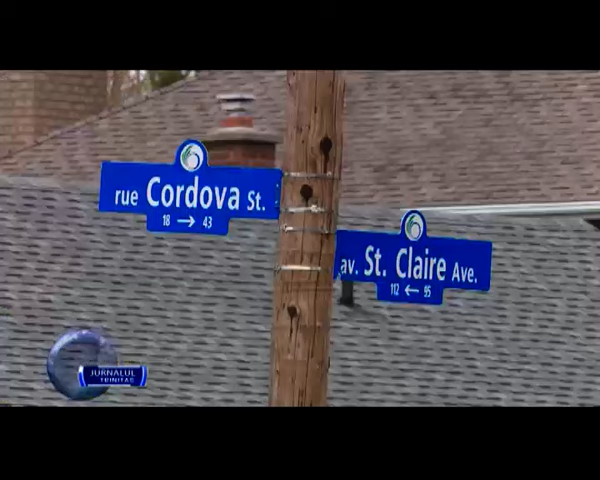 rue Cordova St.
18 → 43
av. St. Claire Ave.
112 ← 95
JURNALUL
TRINITAS